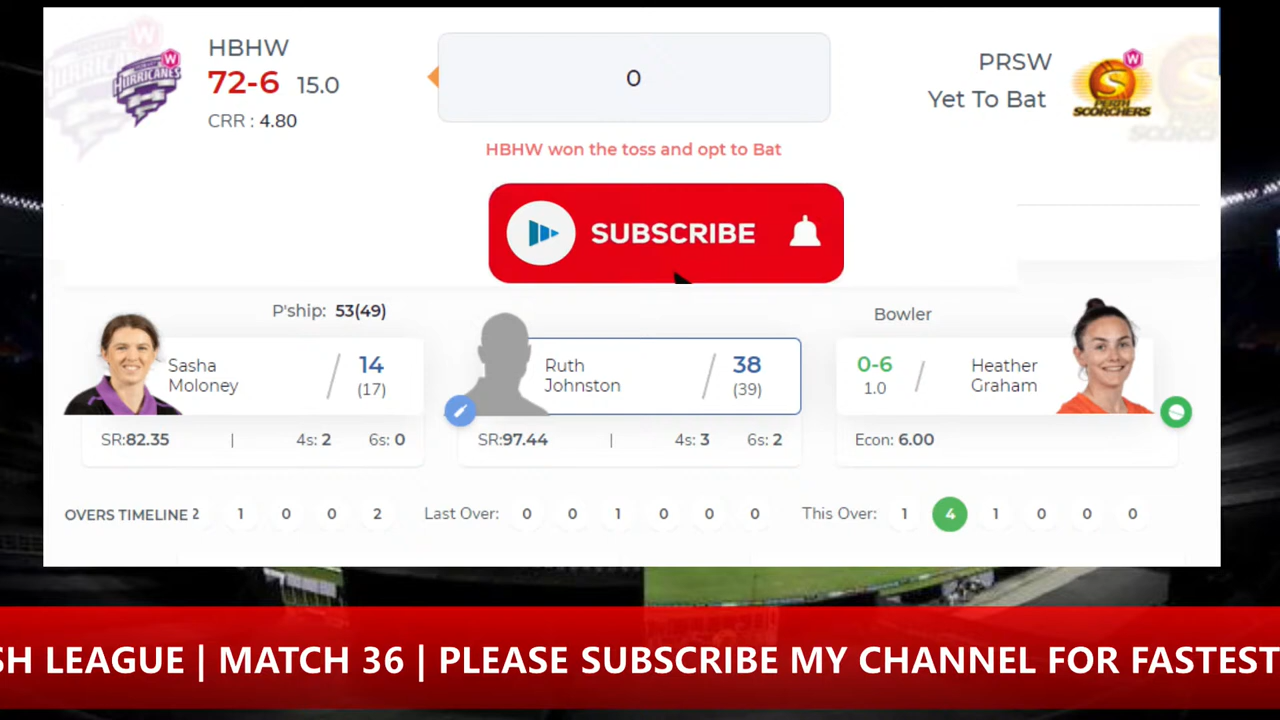 HBHW
72-6 15.0
CRR : 4.80
HURRICANES
W
0
HBHW won the toss and opt to Bat
PRSW
Yet To Bat
W
S
PERTH
SCORCHERS
SUBSCRIBE
P'ship: 53(49)
Sasha
Moloney
14
(17)
SR:82.35 | 4s: 2 6s: 0
Ruth
Johnston
38
(39)
SR:97.44 | 4s: 3 6s: 2
Bowler
0-6
1.0
Heather
Graham
Econ: 6.00
OVERS TIMELINE 2 1 0 0 2 Last Over: 0 0 1 0 0 0 This Over: 1 4 1 0 0 0
SH LEAGUE | MATCH 36 | PLEASE SUBSCRIBE MY CHANNEL FOR FASTEST